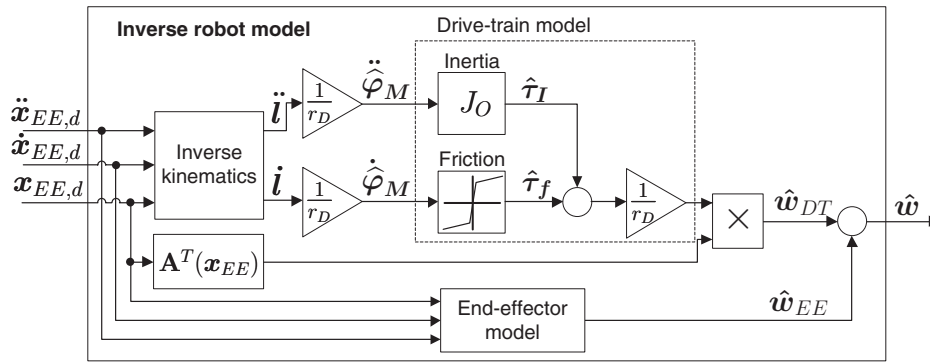 Inverse robot model
Drive-train model
Inertia
ẍ_EE,d
ẋ_EE,d
x_EE,d
Inverse
kinematics
l̈
1/r_D
φ̂̈_M
J_O
τ̂_I
l̇
1/r_D
φ̂̇_M
Friction
τ̂_f
1/r_D
×
ŵ_DT
ŵ
A^T(x_EE)
End-effector
model
ŵ_EE